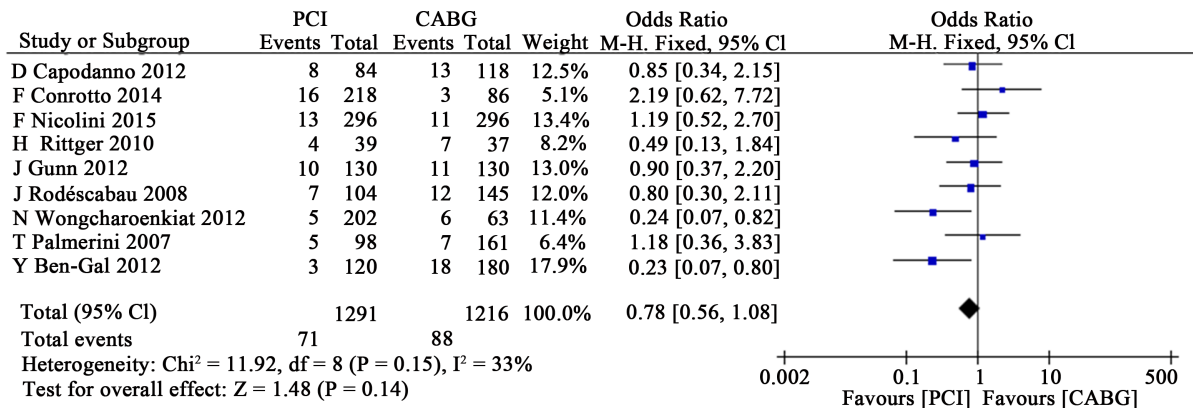 PCI CABG Odds Ratio Odds Ratio
Study or Subgroup Events Total Events Total Weight M-H. Fixed, 95% Cl M-H. Fixed, 95% Cl
D Capodanno 2012 8 84 13 118 12.5% 0.85 [0.34, 2.15]
F Conrotto 2014 16 218 3 86 5.1% 2.19 [0.62, 7.72]
F Nicolini 2015 13 296 11 296 13.4% 1.19 [0.52, 2.70]
H Rittger 2010 4 39 7 37 8.2% 0.49 [0.13, 1.84]
J Gunn 2012 10 130 11 130 13.0% 0.90 [0.37, 2.20]
J Rodéscabau 2008 7 104 12 145 12.0% 0.80 [0.30, 2.11]
N Wongcharoenkiat 2012 5 202 6 63 11.4% 0.24 [0.07, 0.82]
T Palmerini 2007 5 98 7 161 6.4% 1.18 [0.36, 3.83]
Y Ben-Gal 2012 3 120 18 180 17.9% 0.23 [0.07, 0.80]
Total (95% Cl) 1291 1216 100.0% 0.78 [0.56, 1.08]
Total events 71 88
Heterogeneity: Chi² = 11.92, df = 8 (P = 0.15), I² = 33%
Test for overall effect: Z = 1.48 (P = 0.14)
0.002 0.1 1 10 500
Favours [PCI] Favours [CABG]